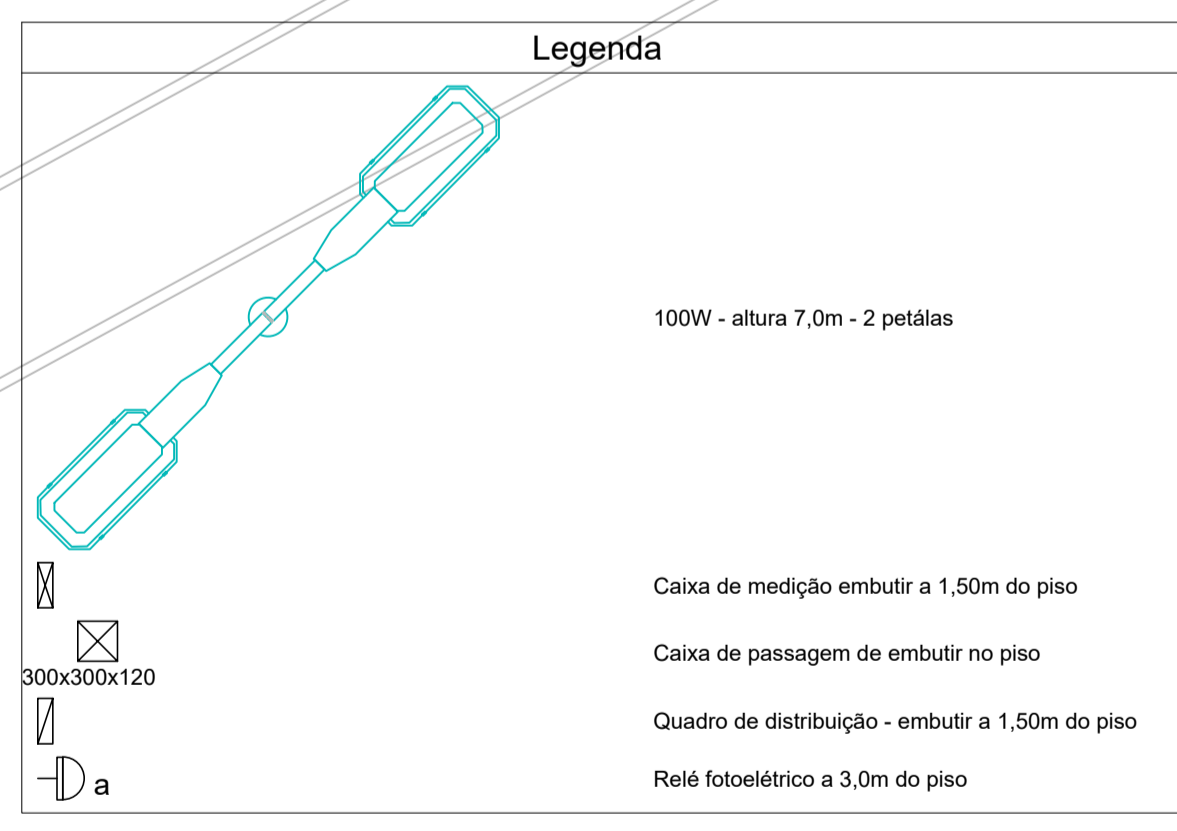 Legenda
100W - altura 7,0m - 2 petálas
Caixa de medição embutir a 1,50m do piso
Caixa de passagem de embutir no piso
300x300x120
Quadro de distribuição - embutir a 1,50m do piso
a
Relé fotoelétrico a 3,0m do piso